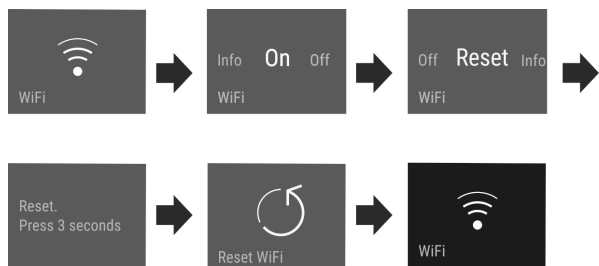 WiFi
Info On Off
WiFi
Off Reset Info
WiFi
Reset.
Press 3 seconds
Reset WiFi
WiFi